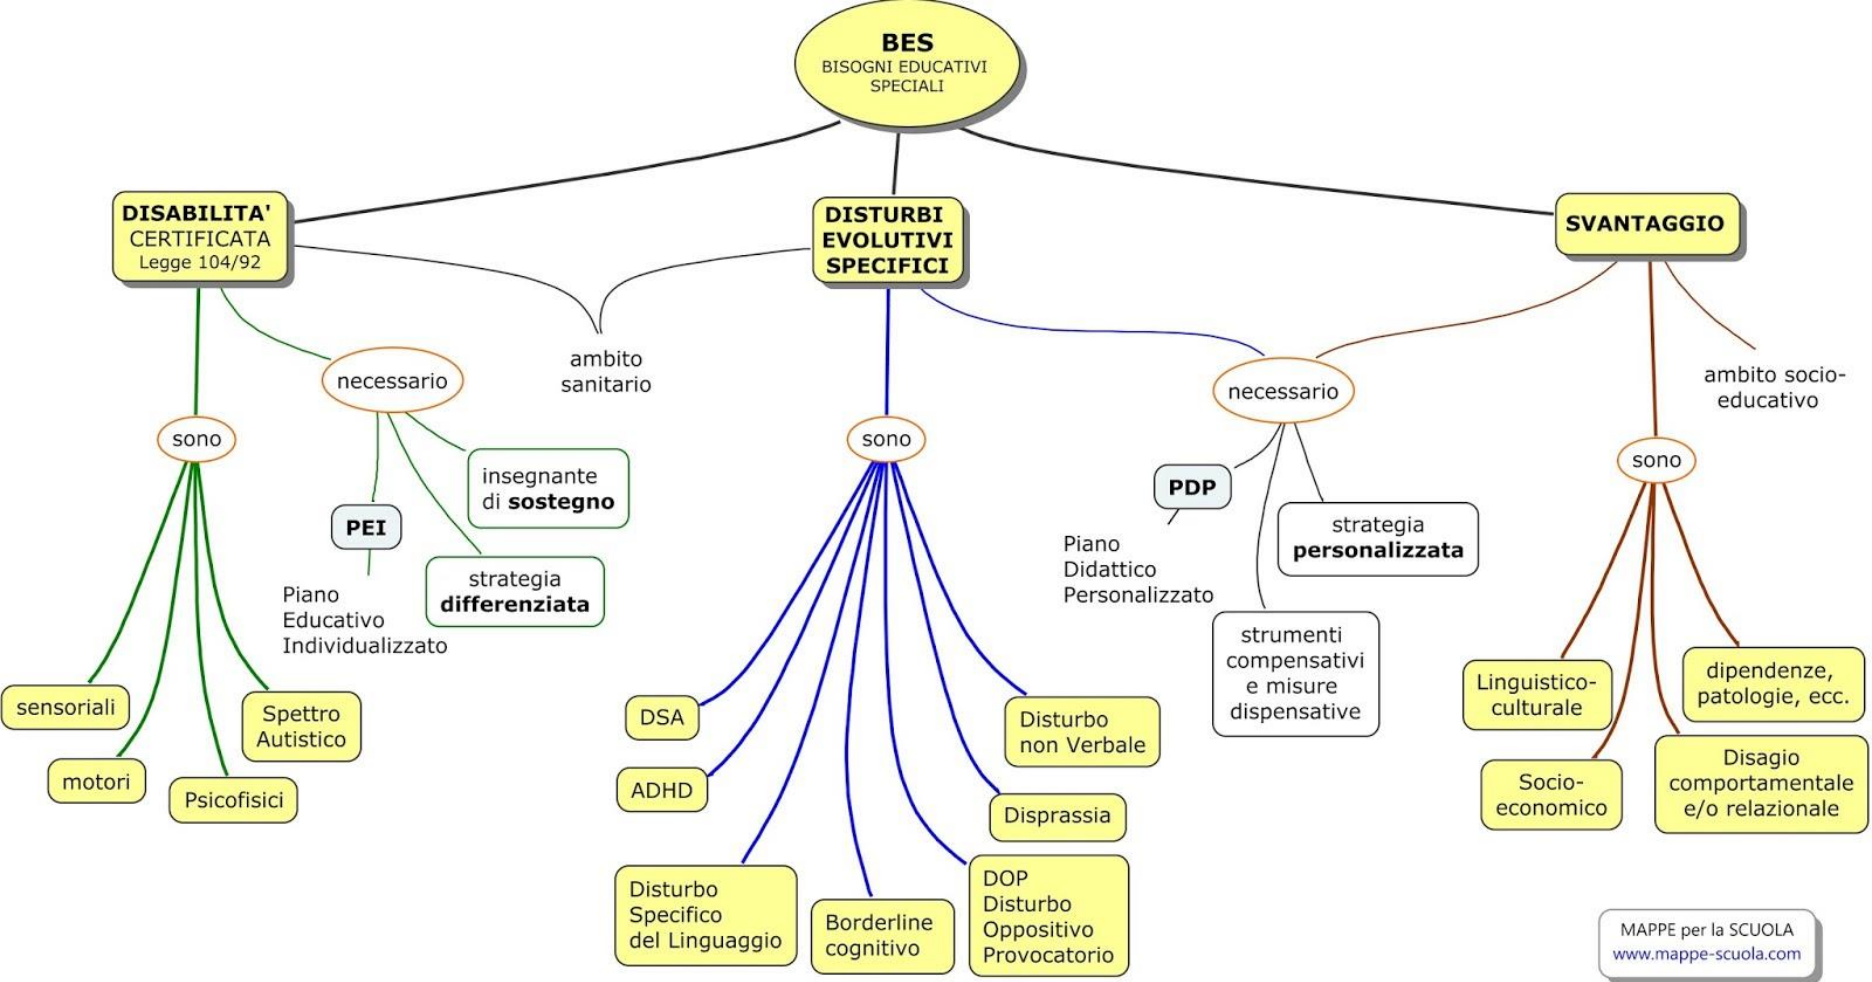 BES
BISOGNI EDUCATIVI
SPECIALI
DISABILITA'
CERTIFICATA
Legge 104/92
DISTURBI
EVOLUTIVI
SPECIFICI
SVANTAGGIO
necessario
ambito
sanitario
necessario
ambito socio-
educativo
sono
sono
sono
insegnante
di sostegno
PEI
strategia
differenziata
Piano
Educativo
Individualizzato
PDP
strategia
personalizzata
Piano
Didattico
Personalizzato
strumenti
compensativi
e misure
dispensative
sensoriali
motori
Psicofisici
Spettro
Autistico
DSA
ADHD
Disturbo
Specifico
del Linguaggio
Borderline
cognitivo
DOP
Disturbo
Oppositivo
Provocatorio
Disprassia
Disturbo
non Verbale
Linguistico-
culturale
Socio-
economico
Disagio
comportamentale
e/o relazionale
dipendenze,
patologie, ecc.
MAPPE per la SCUOLA
www.mappe-scuola.com